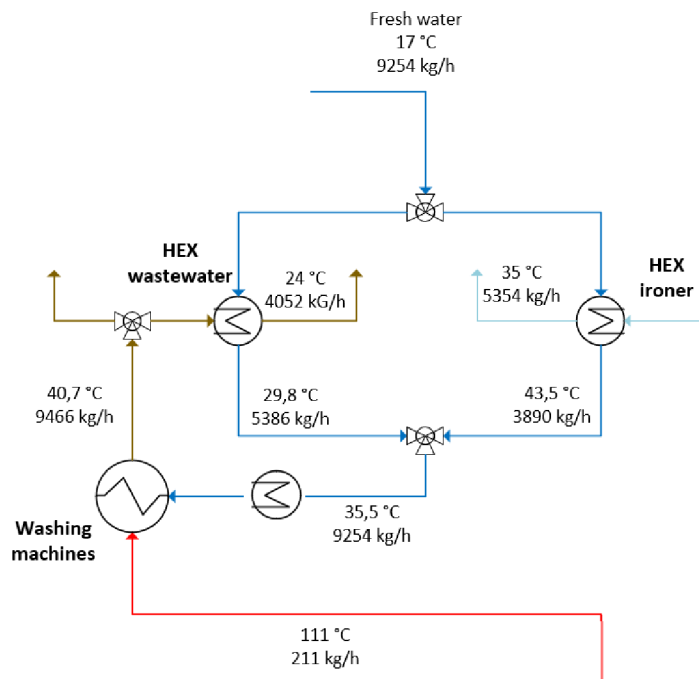 Fresh water
17 °C
9254 kg/h
HEX
wastewater
24 °C
4052 kG/h
35 °C
5354 kg/h
HEX
ironer
40,7 °C
9466 kg/h
29,8 °C
5386 kg/h
43,5 °C
3890 kg/h
35,5 °C
9254 kg/h
Washing
machines
111 °C
211 kg/h